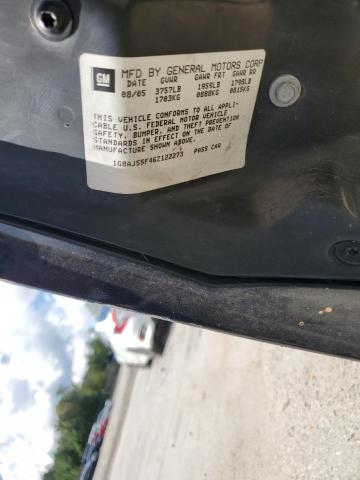 GM
MFD BY GENERAL MOTORS CORP
DATE GVWR GAWR FRT GAWR RR
08/05 3757LB 1959LB 1798LB
1703KG 0888KG 0815KG
THIS VEHICLE CONFORMS TO ALL APPLI-
CABLE U.S. FEDERAL MOTOR VEHICLE
SAFETY, BUMPER, AND THEFT PREVENTION
STANDARDS IN EFFECT ON THE DATE OF
MANUFACTURE SHOWN ABOVE.
1G8AJ55F46Z122273 PASS CAR